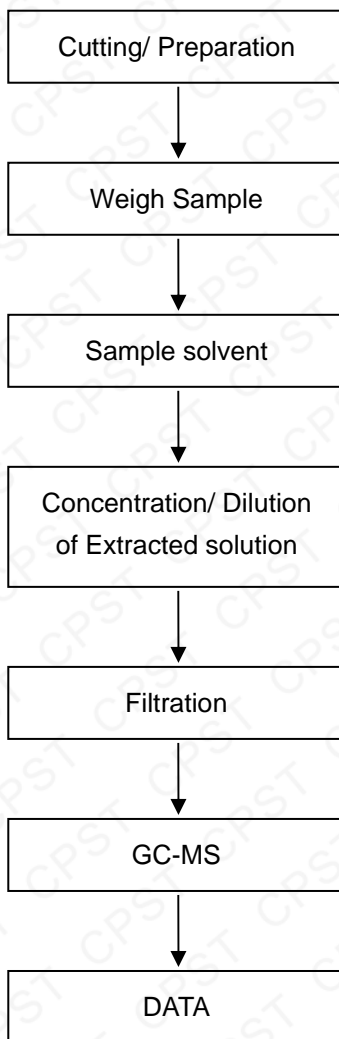 Cutting/ Preparation
Weigh Sample
Sample solvent
Concentration/ Dilution
of Extracted solution
Filtration
GC-MS
DATA